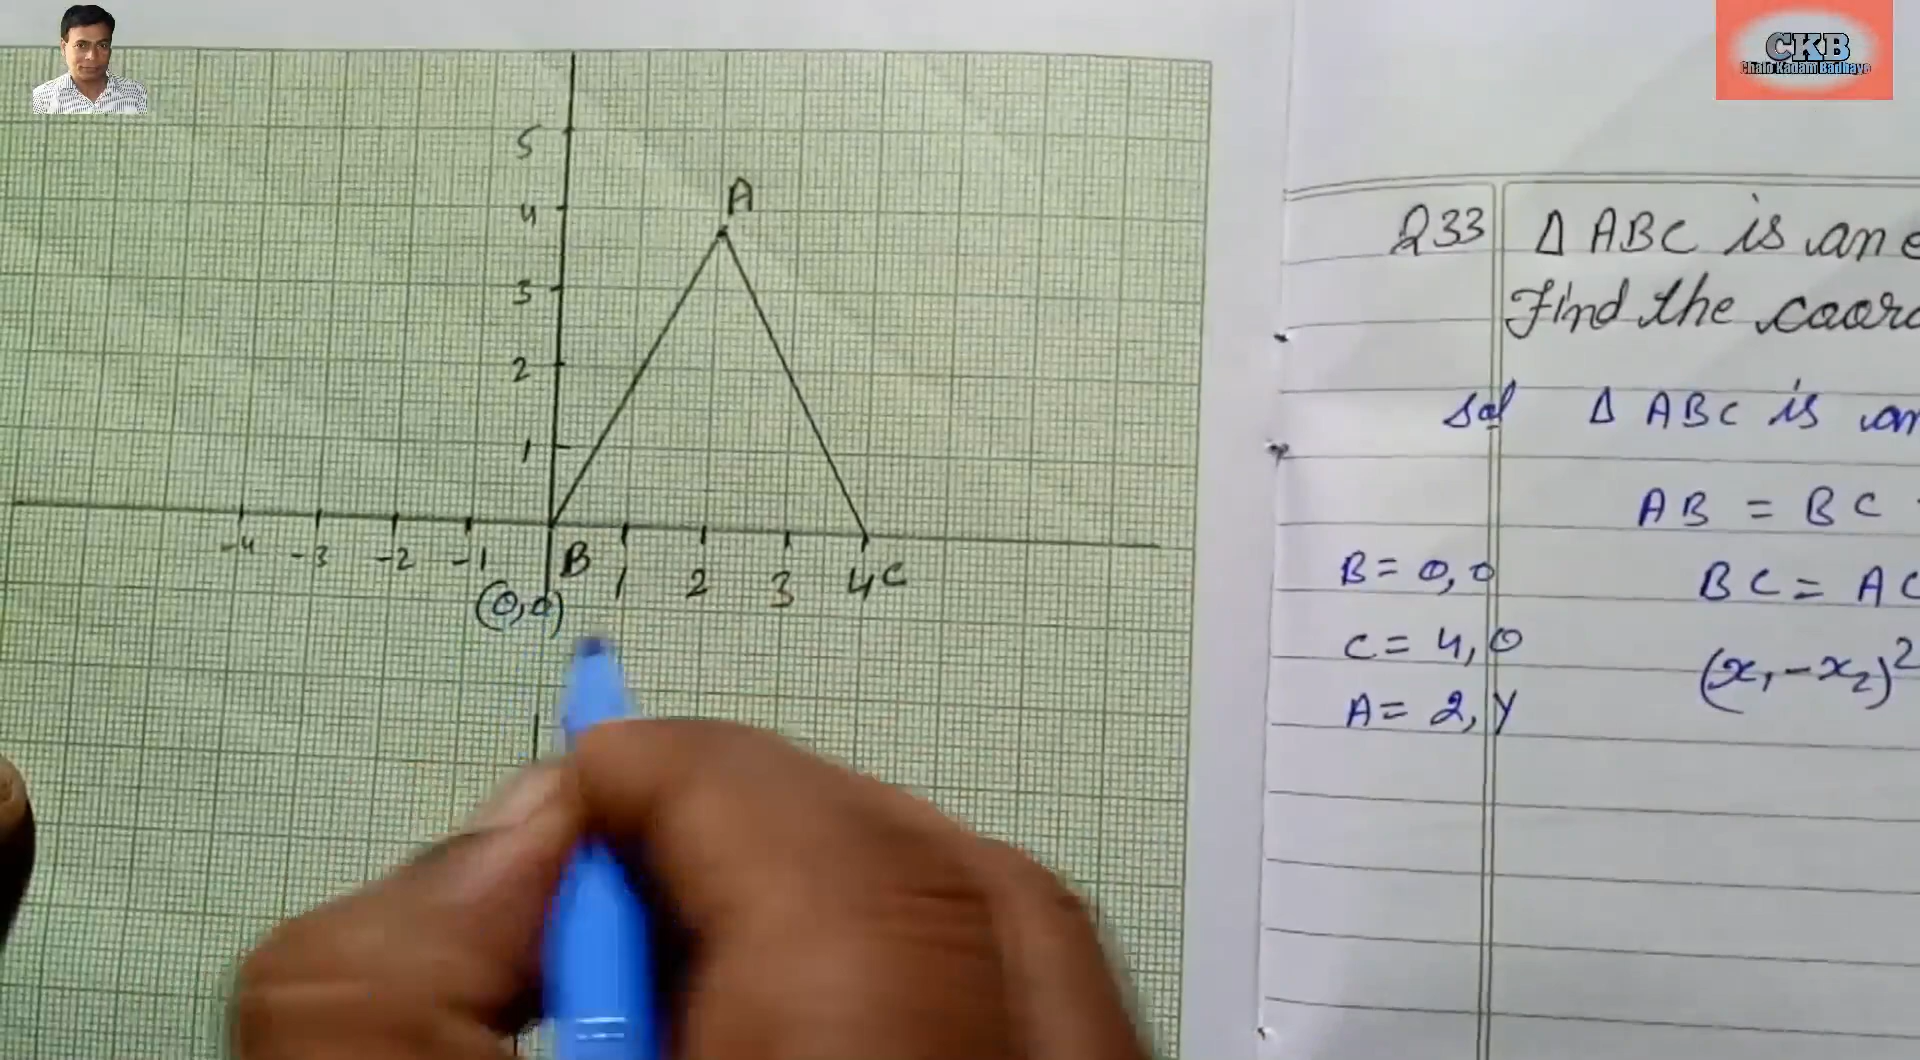 CKB
Chalo Kadam Badhaye
5
4
A
3
2
1
-4 -3 -2 -1 B 1 2 3 4 C
(0,0)
Q33 Δ ABC is an
Find the coor
Sol Δ ABC is an
AB = BC
B = 0,0 BC = AC
C = 4,0
(x₁-x₂)²
A = 2,Y